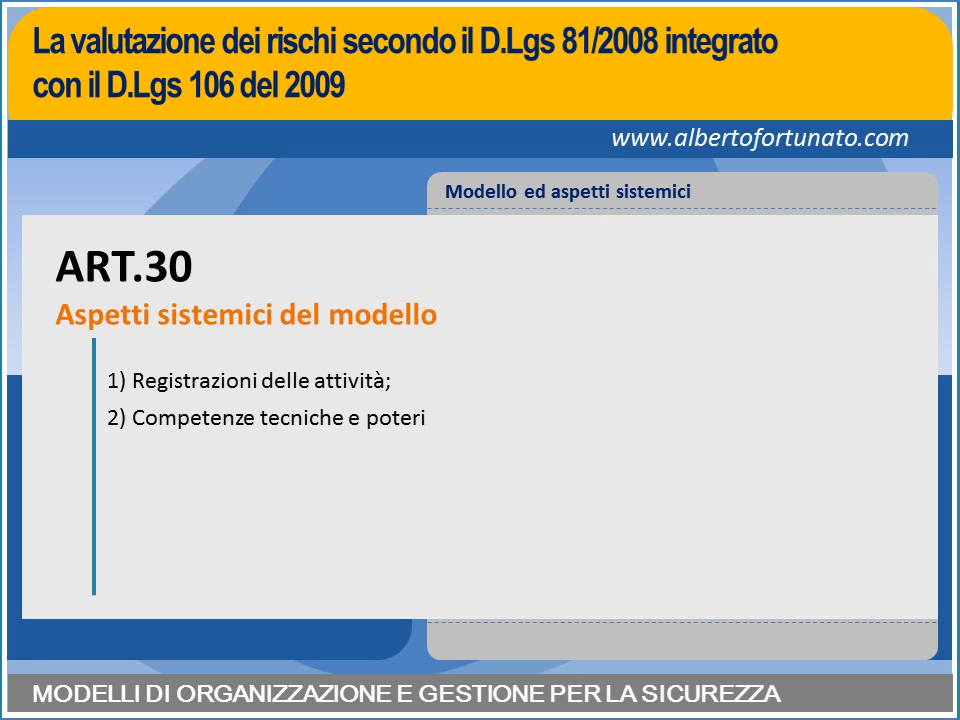 La valutazione dei rischi secondo il D.Lgs 81/2008 integrato
con il D.Lgs 106 del 2009
www.albertofortunato.com
Modello ed aspetti sistemici
ART.30
Aspetti sistemici del modello
1) Registrazioni delle attività;
2) Competenze tecniche e poteri
MODELLI DI ORGANIZZAZIONE E GESTIONE PER LA SICUREZZA